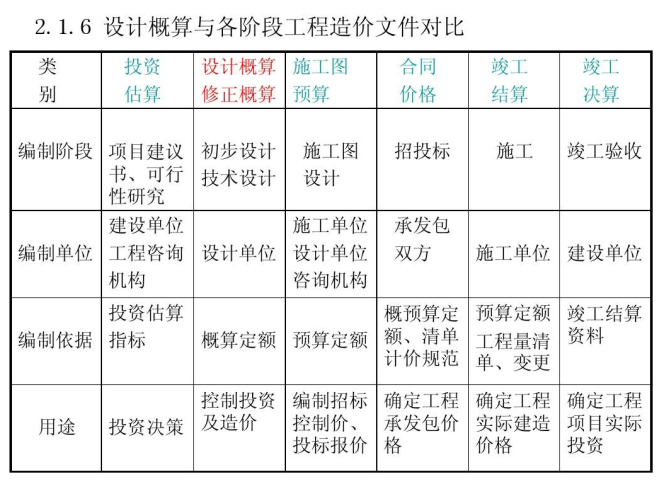 2.1.6 设计概算与各阶段工程造价文件对比
类
别
投资
估算
设计概算
修正概算
施工图
预算
合同
价格
竣工
结算
竣工
决算
编制阶段
项目建议
书、可行
性研究
初步设计
技术设计
施工图
设计
招投标
施工
竣工验收
编制单位
建设单位
工程咨询
机构
设计单位
施工单位
设计单位
咨询机构
承发包
双方
施工单位
建设单位
编制依据
投资估算
指标
概算定额
预算定额
概预算定
额、清单
计价规范
预算定额
工程量清
单、变更
竣工结算
资料
用途
投资决策
控制投资
及造价
编制招标
控制价、
投标报价
确定工程
承发包价
格
确定工程
实际建造
价格
确定工程
项目实际
投资